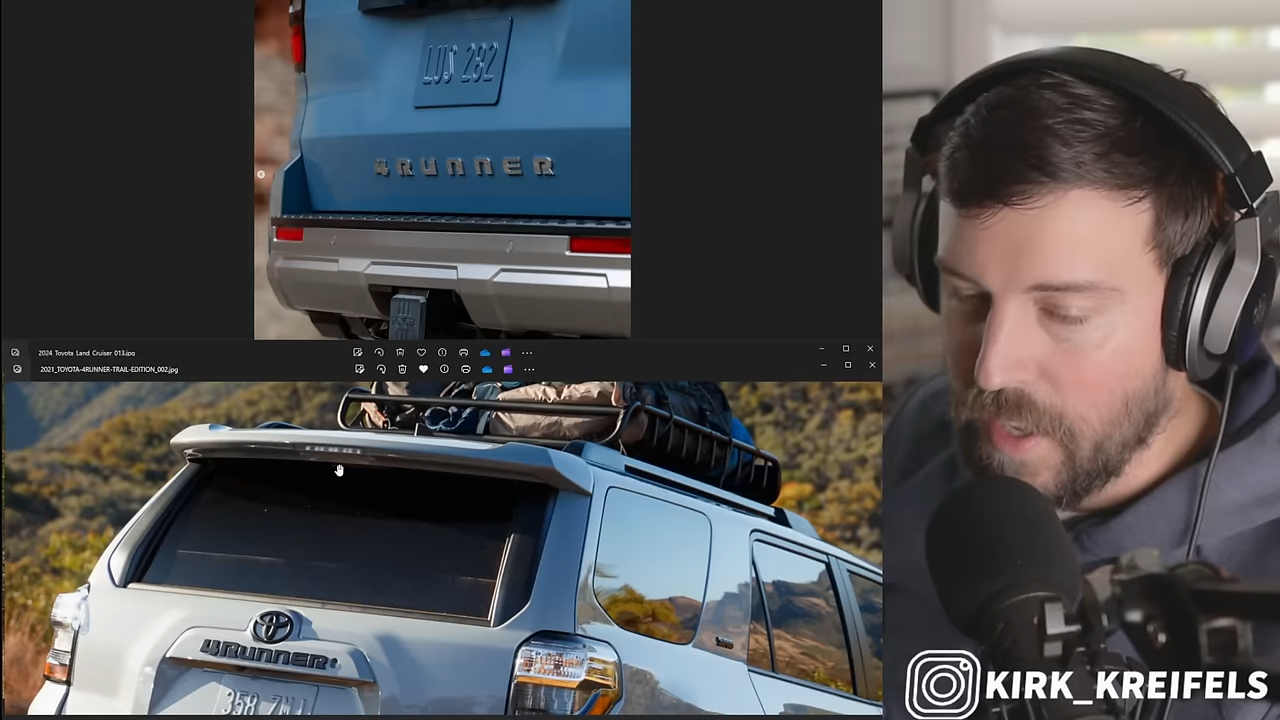 LUS 282
4RUNNER
2024 Toyota Land Cruiser 013.jpg
2021_TOYOTA-4RUNNER-TRAIL-EDITION_002.jpg
4RUNNER
KIRK_KREIFELS